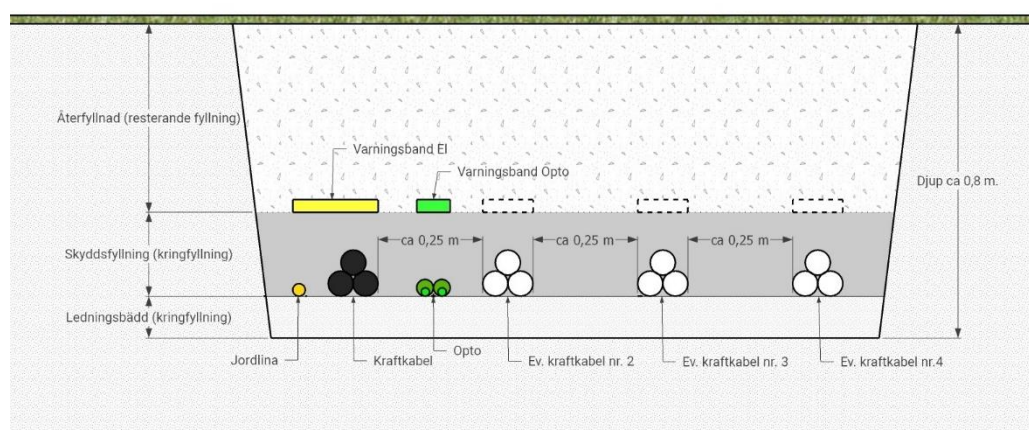 Återfyllnad (resterande fyllning)
Varningsband El
Varningsband Opto
Djup ca 0,8 m.
Skyddsfyllning (kringfyllning)
ca 0,25 m
ca 0,25 m
ca 0,25 m
Ledningsbädd (kringfyllning)
Jordlina
Kraftkabel
Opto
Ev. kraftkabel nr. 2
Ev. kraftkabel nr. 3
Ev. kraftkabel nr.4